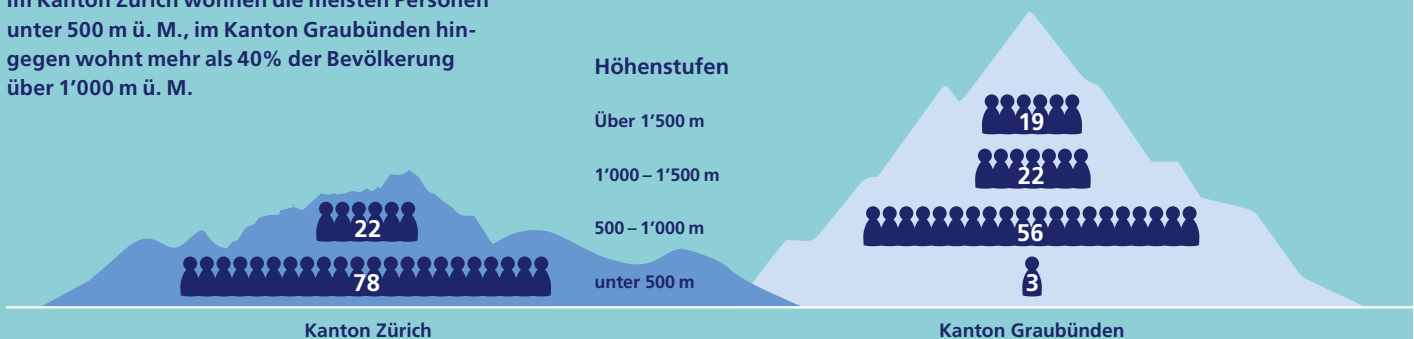 Im Kanton Zürich wohnen die meisten Personen
unter 500 m ü. M., im Kanton Graubünden hin-
gegen wohnt mehr als 40% der Bevölkerung
über 1’000 m ü. M.
Höhenstufen
Über 1’500 m
19
1’000 – 1’500 m
22
22
500 – 1’000 m
56
78
unter 500 m
3
Kanton Zürich
Kanton Graubünden